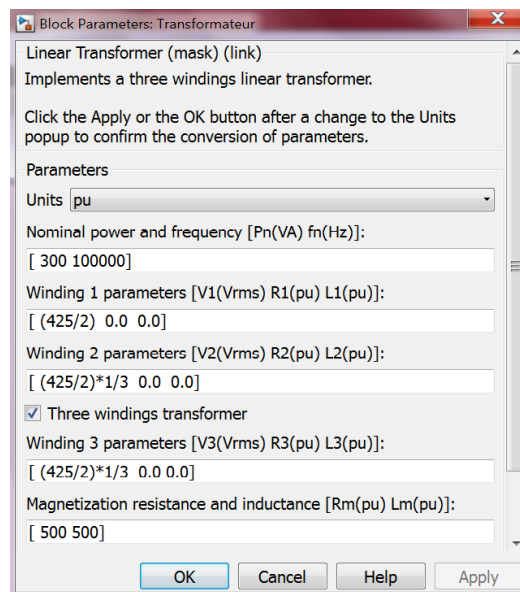 Block Parameters: Transformateur
Linear Transformer (mask) (link)
Implements a three windings linear transformer.
Click the Apply or the OK button after a change to the Units
popup to confirm the conversion of parameters.
Parameters
Units pu
Nominal power and frequency [Pn(VA) fn(Hz)]:
[ 300 100000]
Winding 1 parameters [V1(Vrms) R1(pu) L1(pu)]:
[ (425/2)  0.0  0.0]
Winding 2 parameters [V2(Vrms) R2(pu) L2(pu)]:
[ (425/2)*1/3  0.0  0.0]
Three windings transformer
Winding 3 parameters [V3(Vrms) R3(pu) L3(pu)]:
[ (425/2)*1/3  0.0 0.0]
Magnetization resistance and inductance [Rm(pu) Lm(pu)]:
[ 500 500]
OK Cancel Help Apply